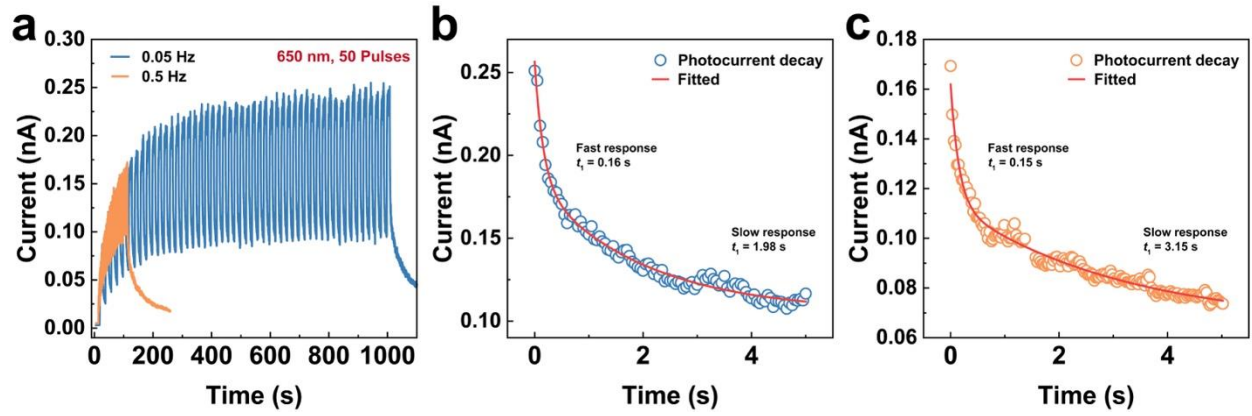 a
0.30
0.25
0.20
0.15
0.10
0.05
0.00
Current (nA)
0.05 Hz
0.5 Hz
650 nm, 50 Pulses
0 200 400 600 800 1000
Time (s)
b
0.25
0.20
0.15
0.10
Current (nA)
Photocurrent decay
Fitted
Fast response
t1 = 0.16 s
Slow response
t1 = 1.98 s
0 2 4
Time (s)
c
0.18
0.16
0.14
0.12
0.10
0.08
0.06
Current (nA)
Photocurrent decay
Fitted
Fast response
t1 = 0.15 s
Slow response
t1 = 3.15 s
0 2 4
Time (s)